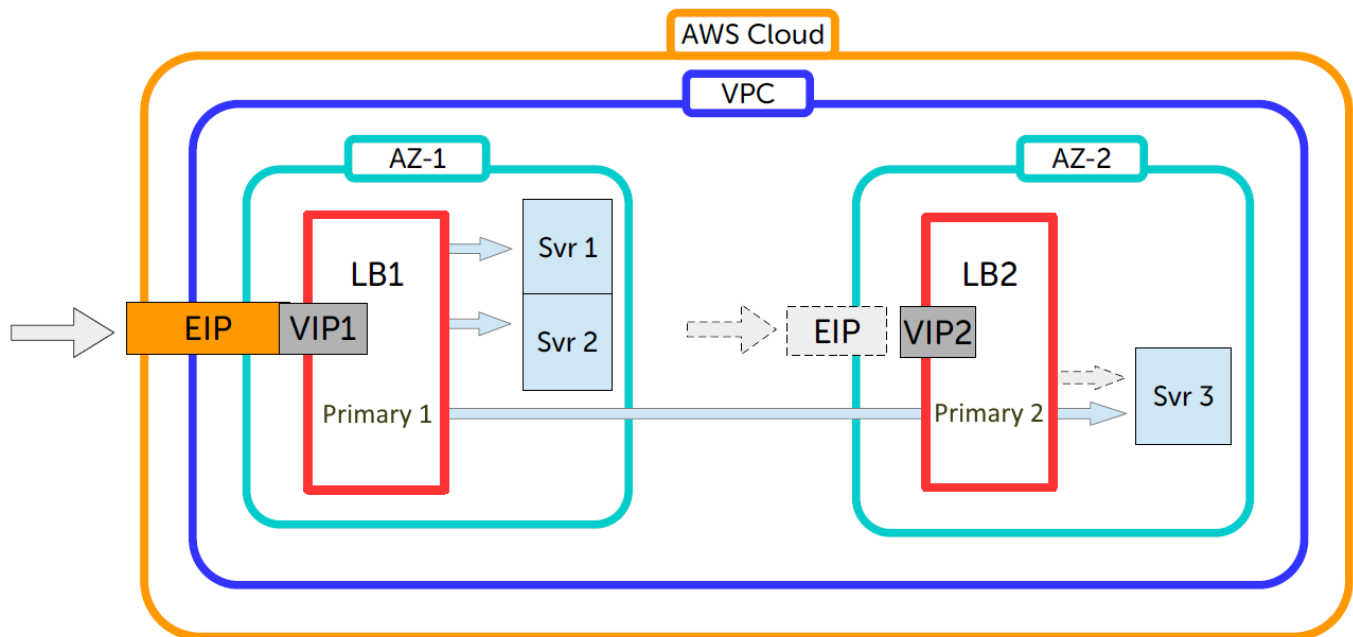 AWS Cloud
VPC
AZ-1
AZ-2
LB1
Svr 1
Svr 2
EIP
VIP1
Primary 1
LB2
EIP
VIP2
Primary 2
Svr 3